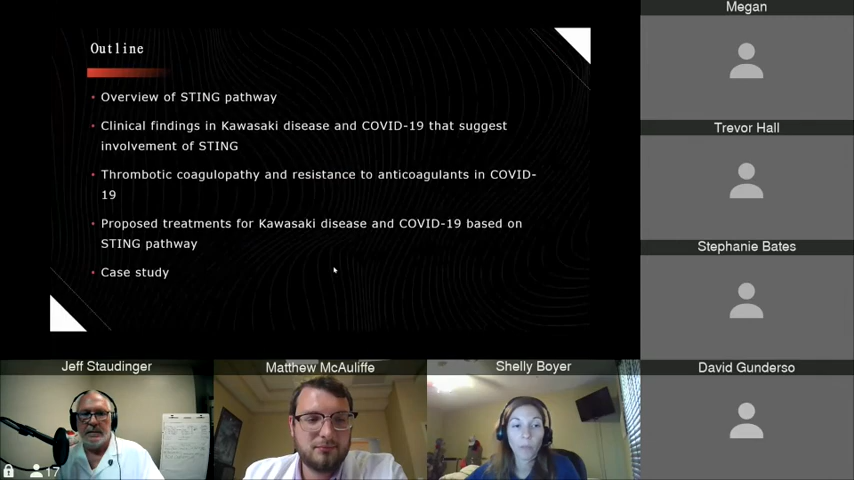 Outline
• Overview of STING pathway
• Clinical findings in Kawasaki disease and COVID-19 that suggest
involvement of STING
• Thrombotic coagulopathy and resistance to anticoagulants in COVID-
19
• Proposed treatments for Kawasaki disease and COVID-19 based on
STING pathway
• Case study
Megan
Trevor Hall
Stephanie Bates
David Gunderso
Jeff Staudinger
Matthew McAuliffe
Shelly Boyer
17